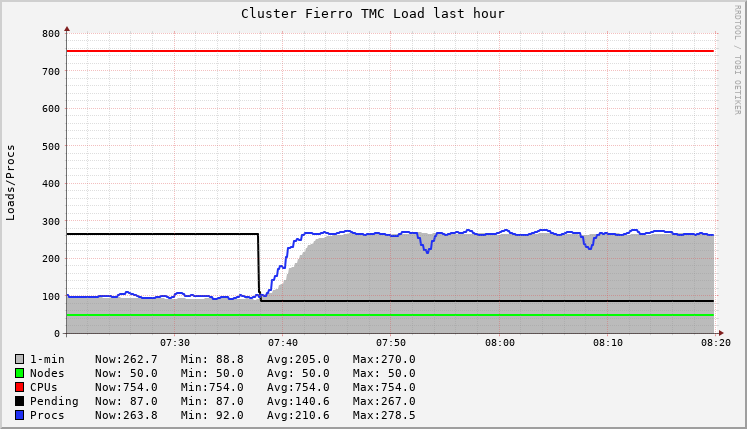 Cluster Fierro TMC Load last hour
RRDTOOL / TOBI OETIKER
Loads/Procs
800
700
600
500
400
300
200
100
0
07:30 07:40 07:50 08:00 08:10 08:20
1-min Now:262.7 Min: 88.8 Avg:205.0 Max:270.0
Nodes Now: 50.0 Min: 50.0 Avg: 50.0 Max: 50.0
CPUs Now:754.0 Min:754.0 Avg:754.0 Max:754.0
Pending Now: 87.0 Min: 87.0 Avg:140.6 Max:267.0
Procs Now:263.8 Min: 92.0 Avg:210.6 Max:278.5